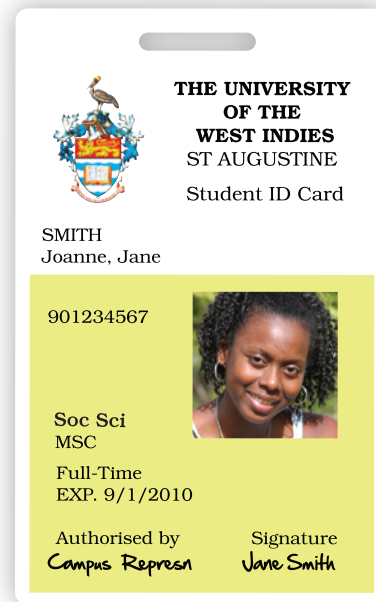 THE UNIVERSITY
OF THE
WEST INDIES
ST AUGUSTINE
Student ID Card
SMITH
Joanne, Jane
901234567
Soc Sci
MSC
Full-Time
EXP. 9/1/2010
Authorised by
Signature
Campus Represn
Jane Smith